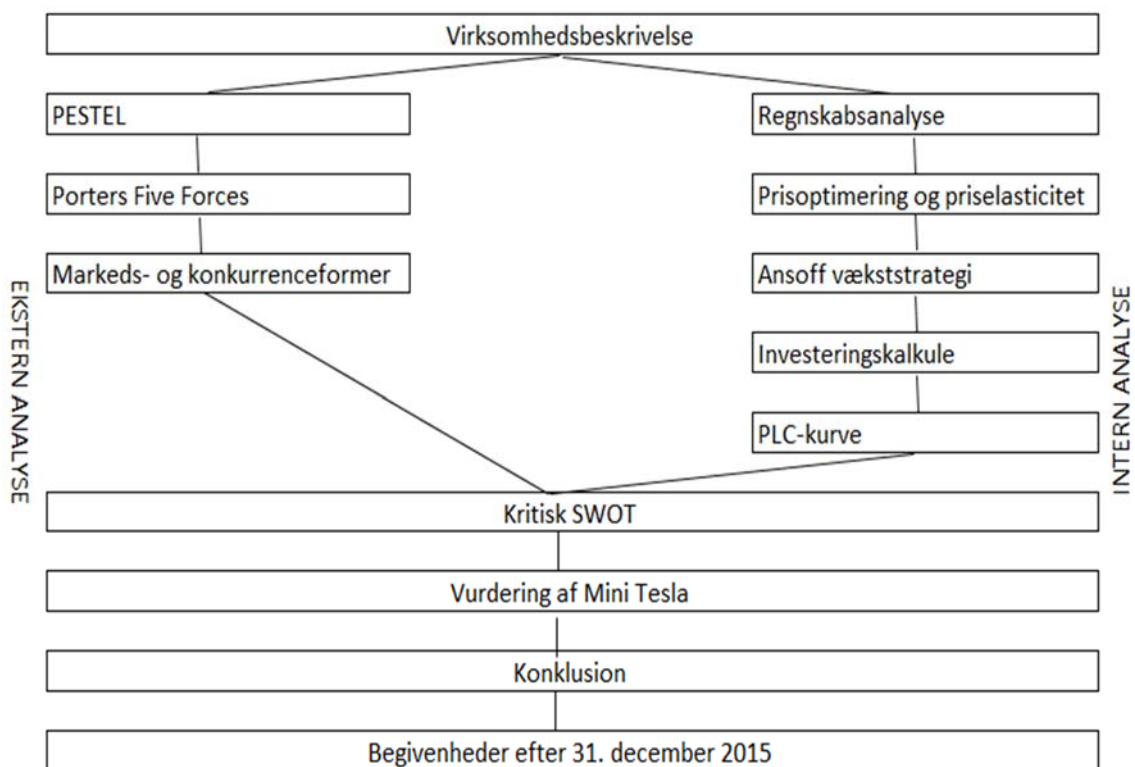 Virksomhedsbeskrivelse
PESTEL
Porters Five Forces
Markeds- og konkurrenceformer
EKSTERN ANALYSE
Regnskabsanalyse
Prisoptimering og priselasticitet
Ansoff vækststrategi
Investeringskalkule
PLC-kurve
INTERN ANALYSE
Kritisk SWOT
Vurdering af Mini Tesla
Konklusion
Begivenheder efter 31. december 2015